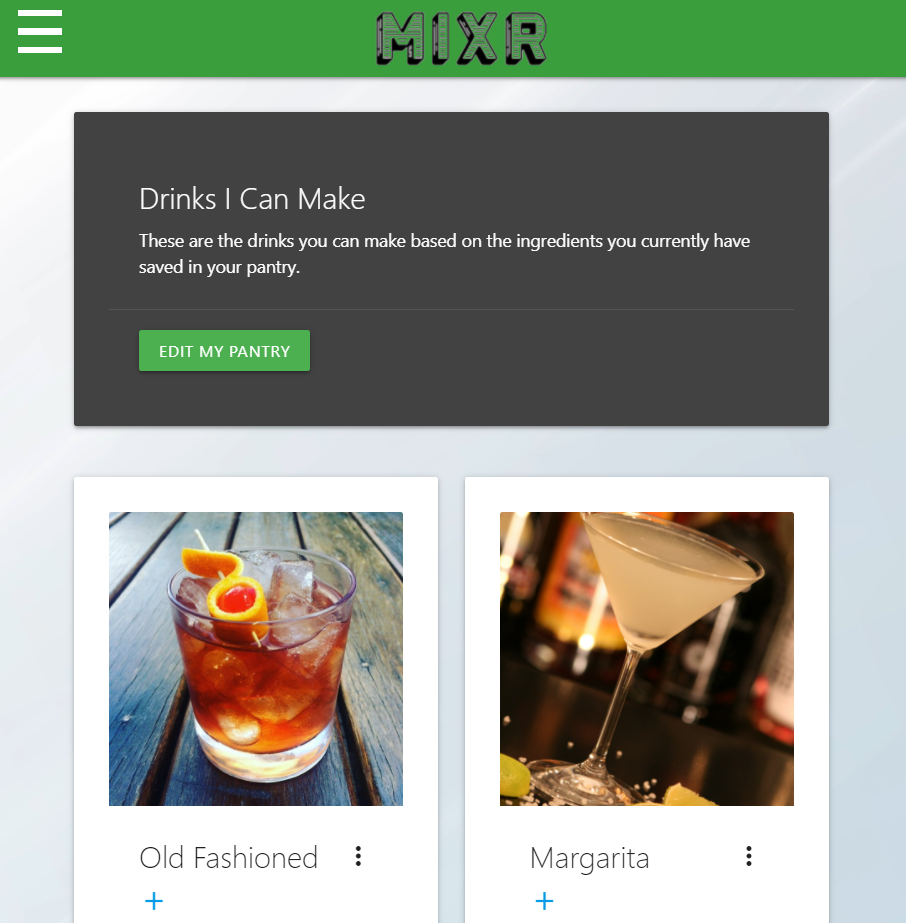 MIXR
Drinks I Can Make
These are the drinks you can make based on the ingredients you currently have
saved in your pantry.
EDIT MY PANTRY
Old Fashioned
Margarita